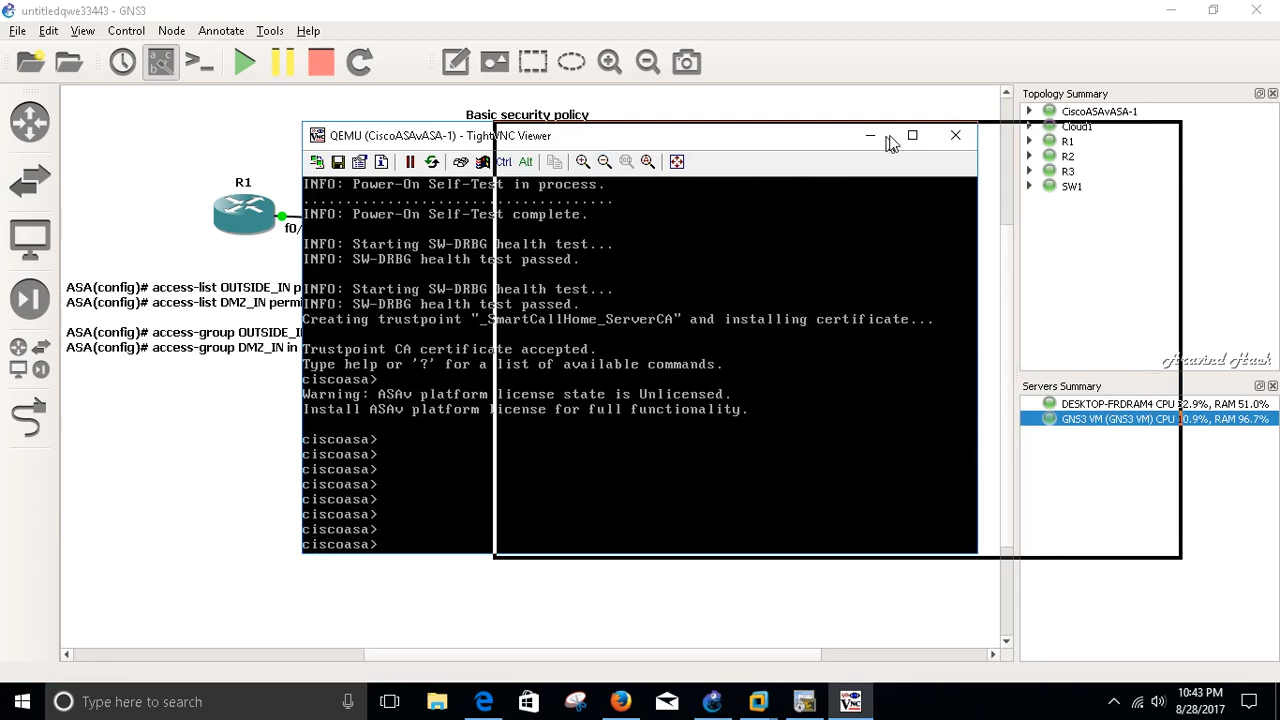 untitledqwe33443 - GNS3
File Edit View Control Node Annotate Tools Help
Basic security policy
QEMU (CiscoASAvASA-1) - TightVNC Viewer
Ctrl Alt
INFO: Power-On Self-Test in process.
.......................................
INFO: Power-On Self-Test complete.
INFO: Starting SW-DRBG health test...
INFO: SW-DRBG health test passed.
INFO: Starting SW-DRBG health test...
INFO: SW-DRBG health test passed.
Creating trustpoint "_SmartCallHome_ServerCA" and installing certificate...
Trustpoint CA certificate accepted.
Type help or '?' for a list of available commands.
ciscoasa>
Warning: ASAv platform license state is Unlicensed.
Install ASAv platform license for full functionality.
ciscoasa>
ciscoasa>
ciscoasa>
ciscoasa>
ciscoasa>
ciscoasa>
ciscoasa>
ciscoasa>
R1
f0/
ASA(config)# access-list OUTSIDE_IN p
ASA(config)# access-list DMZ_IN perm
ASA(config)# access-group OUTSIDE_
ASA(config)# access-group DMZ_IN in
Topology Summary
CiscoASAvASA-1
Cloud1
R1
R2
R3
SW1
Aravind Hask
Servers Summary
DESKTOP-FRDRAM4 CPU 32.9%, RAM 51.0%
GNS3 VM (GNS3 VM) CPU 10.9%, RAM 96.7%
Type here to search
10:43 PM
8/28/2017